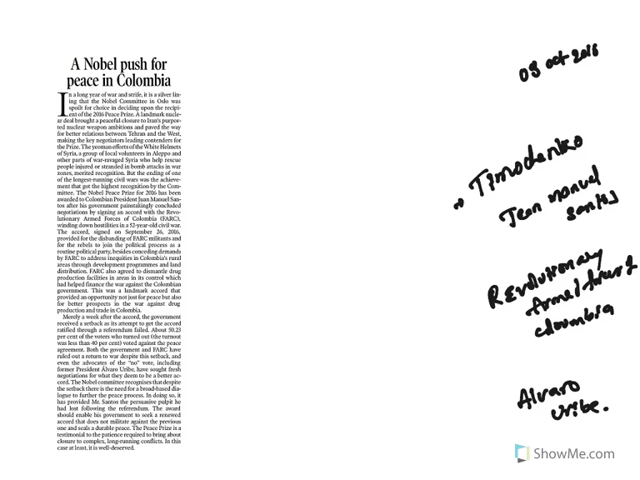 A Nobel push for
peace in Colombia
In a long year of war and strife, it is a silver lin-
ing that the Nobel Committee in Oslo was
spoilt for choice in deciding upon the recipi-
ent of the 2016 Peace Prize. A landmark nucle-
ar deal brought a peaceful closure to Iran's purpor-
ted nuclear weapon ambitions and paved the way
for better relations between Tehran and the West,
making the key negotiators leading contenders for
the Prize. The yeoman efforts of the White Helmets
of Syria, a group of local volunteers in Aleppo and
other parts of war-ravaged Syria who help rescue
people injured or stranded in bomb attacks in war
zones, merited recognition. But the ending of one
of the longest-running civil wars was the achieve-
ment that got the highest recognition by the Com-
mittee. The Nobel Peace Prize for 2016 has been
awarded to Colombian President Juan Manuel San-
tos after his government painstakingly concluded
negotiations by signing an accord with the Revo-
lutionary Armed Forces of Colombia (FARC),
winding down hostilities in a 52-year-old civil war.
The accord, signed on September 26, 2016,
provided for the disbanding of FARC militants and
for the rebels to join the political process as a
routine political party, besides conceding demands
by FARC to address inequities in Colombia's rural
areas through development programmes and land
distribution. FARC also agreed to dismantle drug
production facilities in areas in its control which
had helped finance the war against the Colombian
government. This was a landmark accord that
provided an opportunity not just for peace but also
for better prospects in the war against drug
production and trade in Colombia.
Merely a week after the accord, the government
received a setback as its attempt to get the accord
ratified through a referendum failed. About 50.23
per cent of the voters who turned out (the turnout
was less than 40 per cent) voted against the peace
agreement. Both the government and FARC have
ruled out a return to war despite this setback, and
even the advocates of the "no" vote, including
former President Álvaro Uribe, have sought fresh
negotiations for what they deem to be a better ac-
cord. The Nobel committee recognises that despite
the setback there is the need for a broad-based dia-
logue to further the peace process. In doing so, it
has provided Mr. Santos the persuasive pulpit he
had lost following the referendum. The award
should enable his government to seek a renewed
accord that does not militate against the previous
one and seals a durable peace. The Peace Prize is a
testimonial to the patience required to bring about
closure to complex, long-running conflicts. In this
case at least, it is well-deserved.
03 oct 2016
Timochenko
Jean manuel
santos
Revolutionary
Armed
columbia
Alvaro
uribe.
ShowMe.com